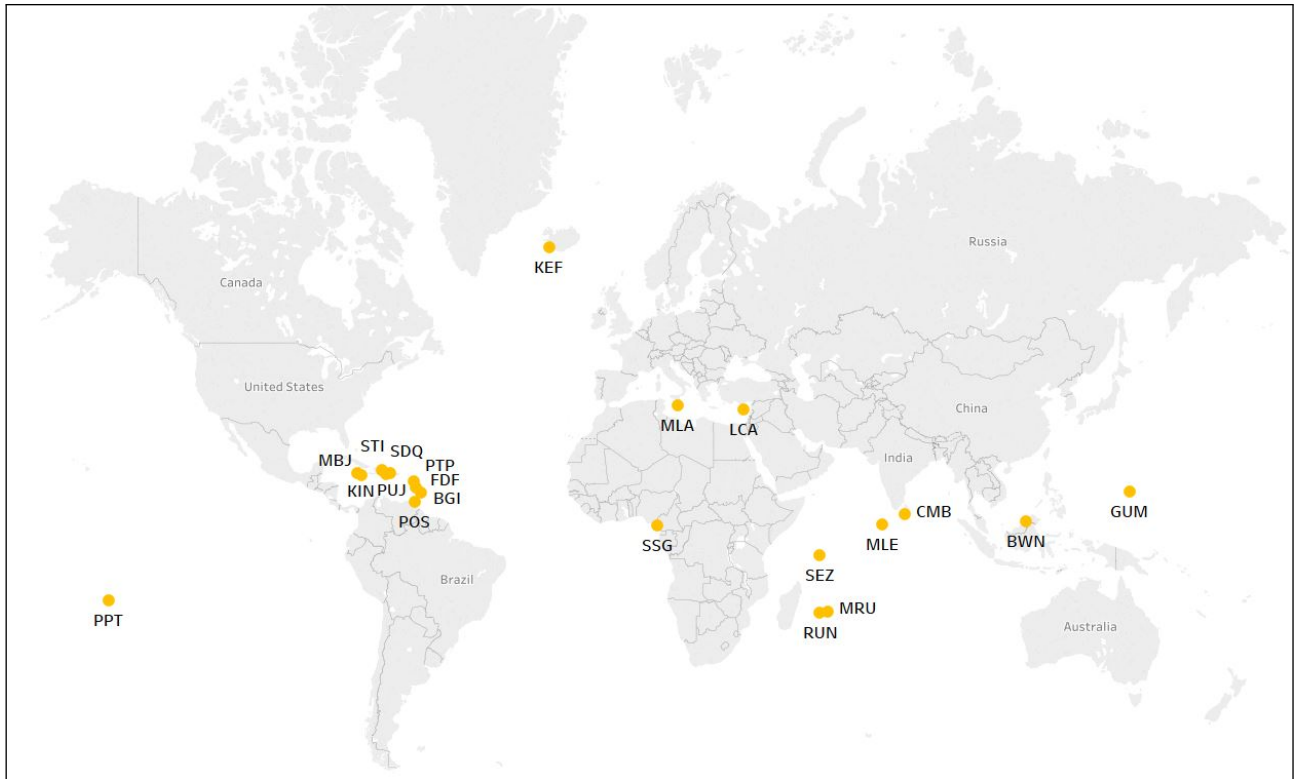 Russia
KEF
Canada
United States
China
MLA
LCA
STI
SDQ
India
MBJ
PTP
FDF
KIN
PUJ
BGI
POS
CMB
GUM
SSG
MLE
BWN
SEZ
Brazil
MRU
PPT
RUN
Australia